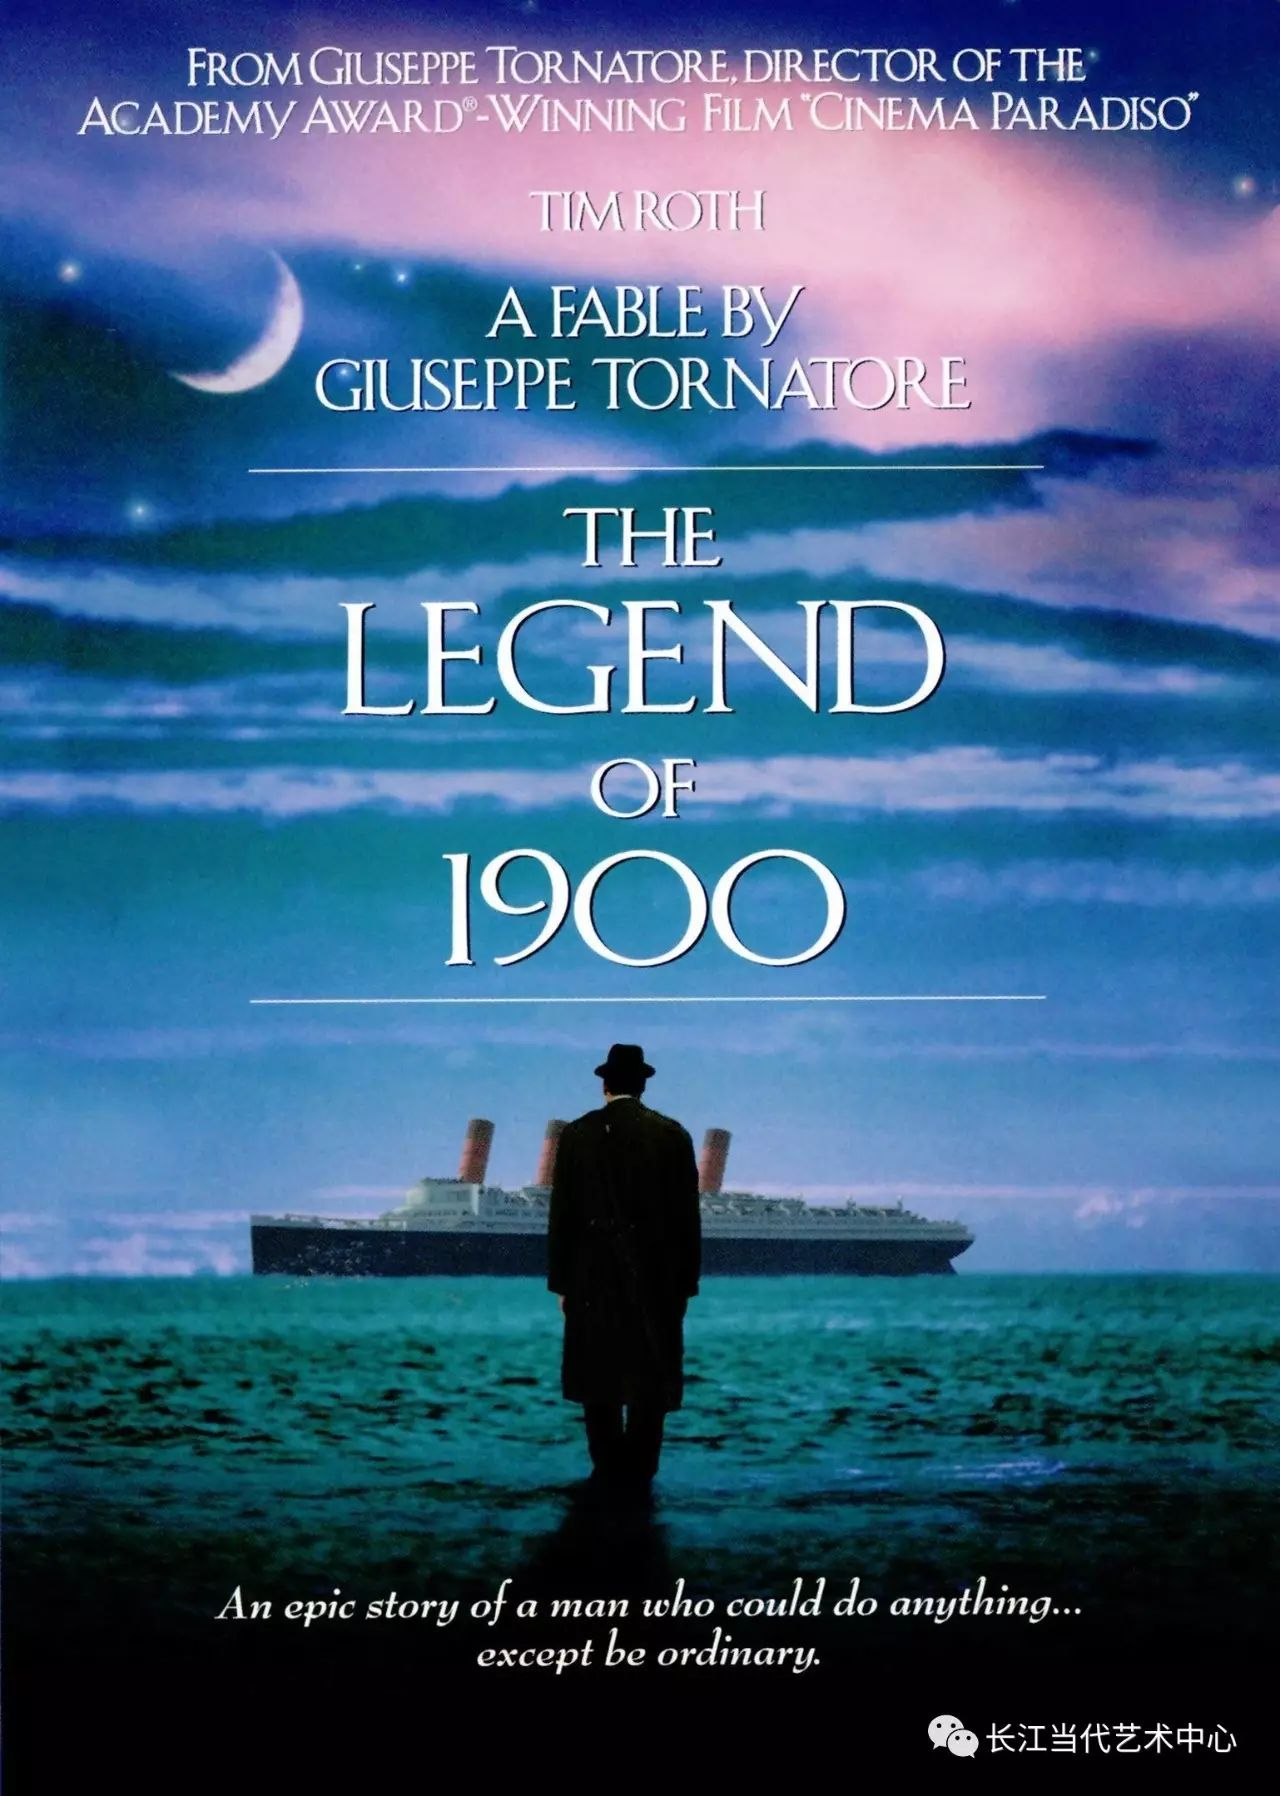 FROM GIUSEPPE TORNATORE, DIRECTOR OF THE
ACADEMY AWARD®-WINNING FILM "CINEMA PARADISO"
TIM ROTH
A FABLE BY
GIUSEPPE TORNATORE
THE
LEGEND
OF
1900
An epic story of a man who could do anything...
except be ordinary.
长江当代艺术中心